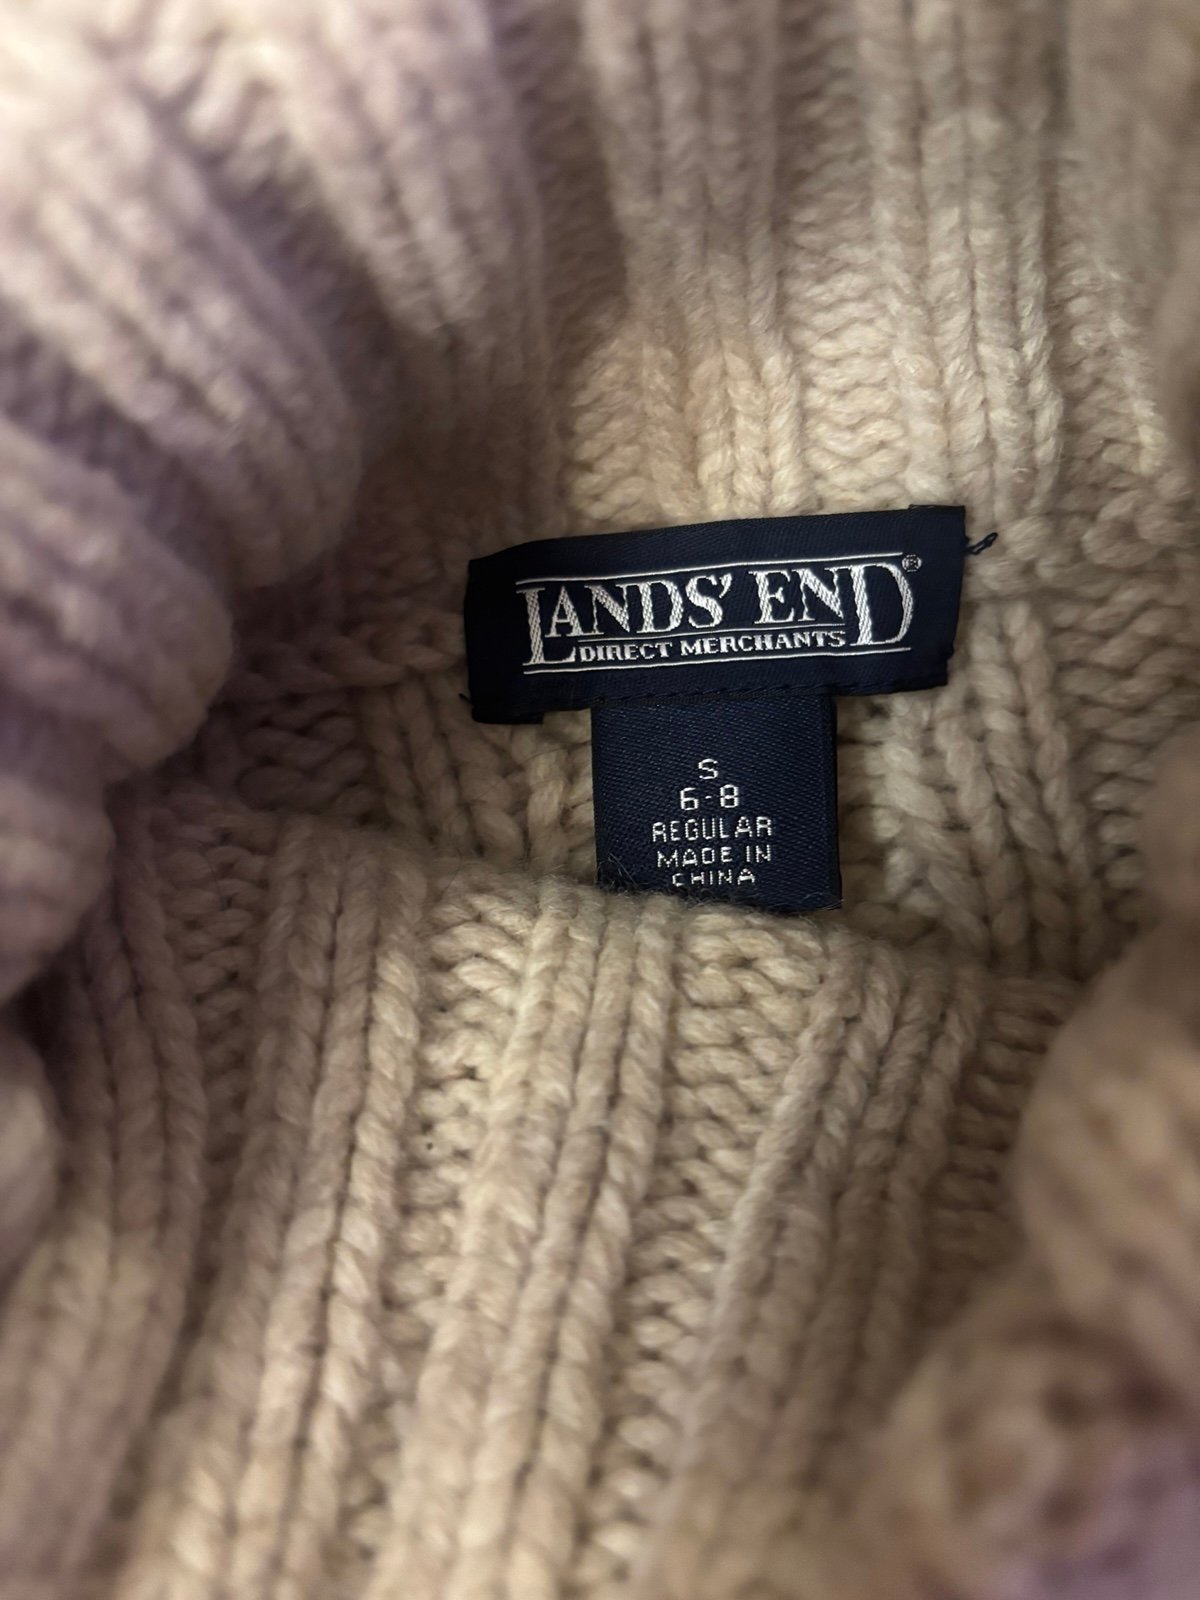 LANDS' END®
DIRECT MERCHANTS
S
6-8
REGULAR
MADE IN
CHINA